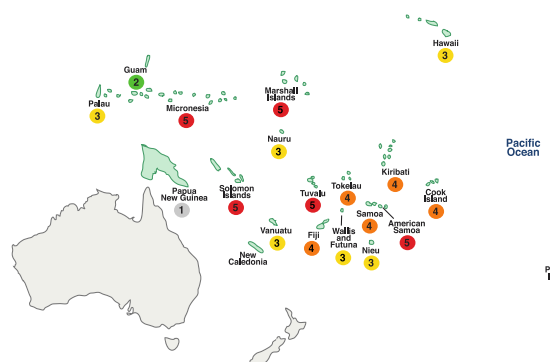 Hawaii
3
Guam
2
Palau
3
Micronesia
5
Marshall
Islands
5
Nauru
3
Pacific
Ocean
Papua
New Guinea
1
Solomon
Islands
5
Tuvalu
5
Tokelau
4
Kiribati
4
Cook
Island
4
Vanuatu
3
New
Caledonia
Fiji
4
Wallis
and
Futuna
3
Samoa
4
American
Samoa
5
Nieu
3
P